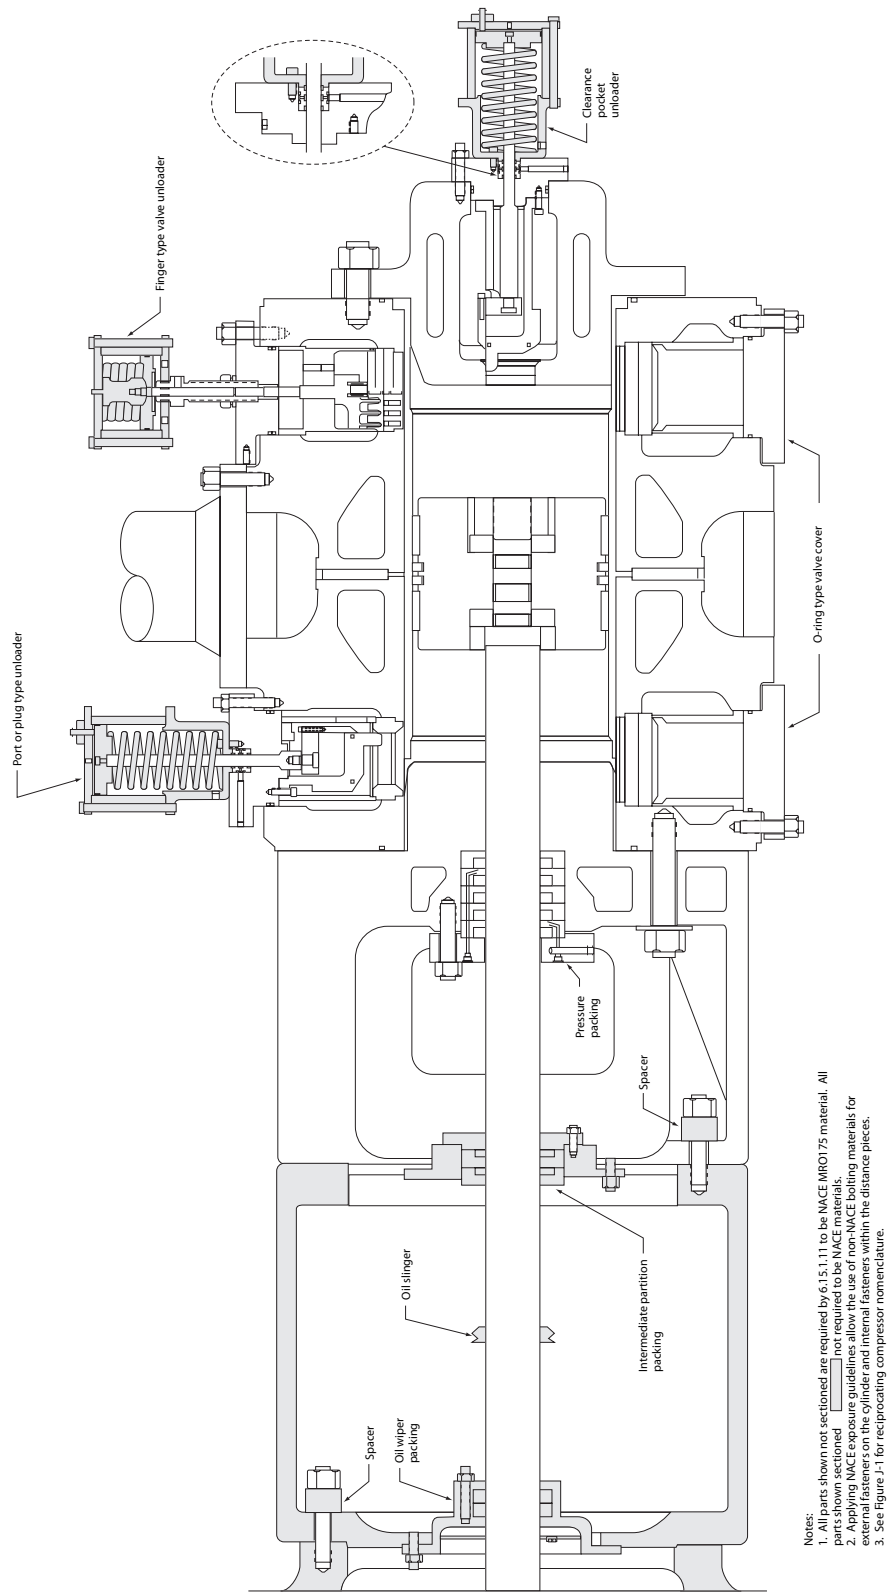 Clearance
pocket
unloader
Finger type valve unloader
O-ring type valve cover
Port or plug type unloader
Pressure
packing
Spacer
Oil slinger
Intermediate partition
packing
Spacer
Oil wiper
packing
Notes:
1. All parts shown not sectioned are required by 6.15.1.11 to be NACE MRO175 material. All
parts shown sectioned not required to be NACE materials.
2. Applying NACE exposure guidelines allow the use of non-NACE bolting materials for
external fasteners on the cylinder and internal fasteners within the distance pieces.
3. See Figure J-1 for reciprocating compressor nomenclature.